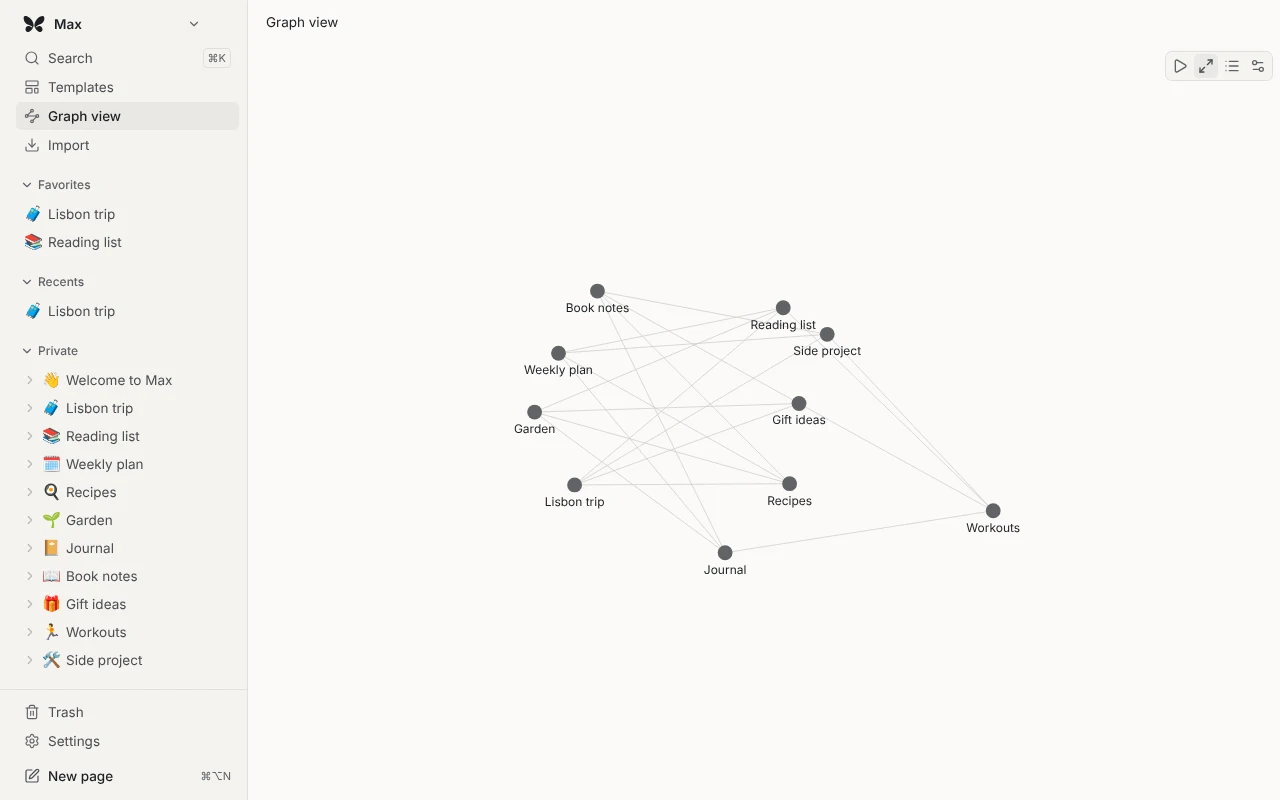 Max
Search ⌘K
Templates
Graph view
Import
Favorites
Lisbon trip
Reading list
Recents
Lisbon trip
Private
Welcome to Max
Lisbon trip
Reading list
Weekly plan
Recipes
Garden
Journal
Book notes
Gift ideas
Workouts
Side project
Trash
Settings
New page ⌘⌥N
Graph view
Book notes
Reading list
Side project
Weekly plan
Gift ideas
Garden
Lisbon trip
Recipes
Workouts
Journal